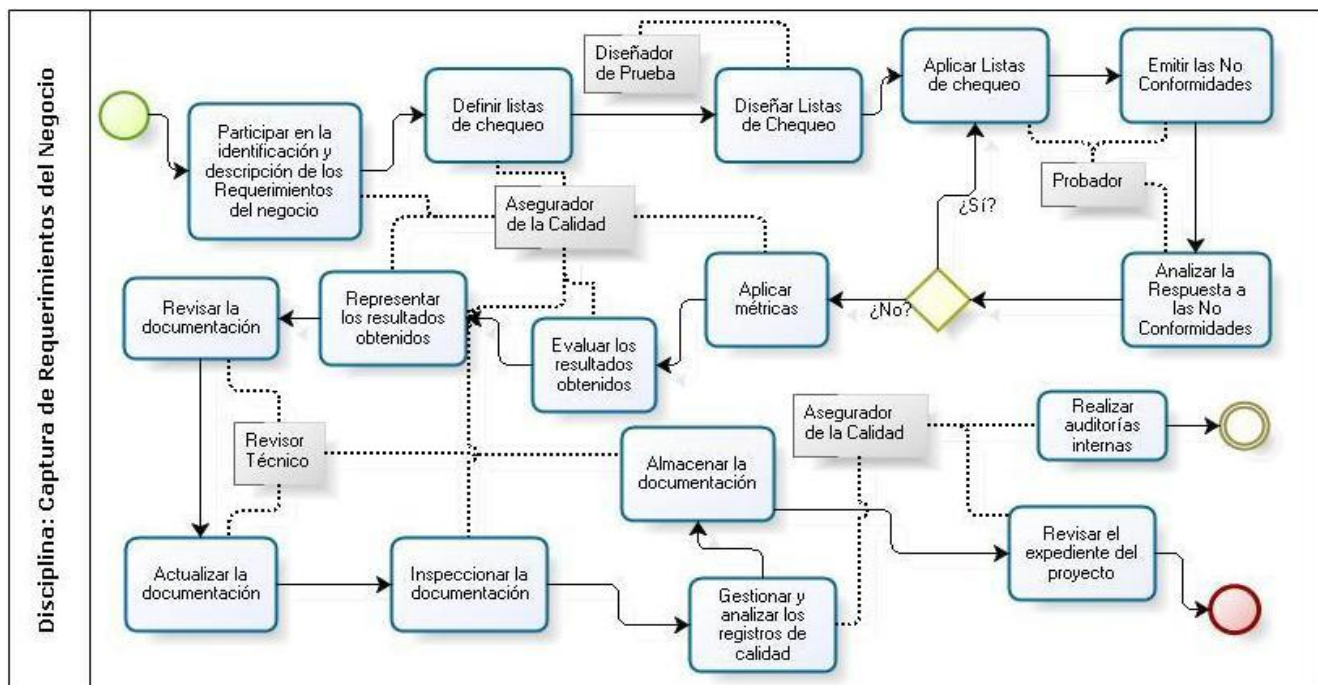 Disciplina: Captura de Requerimientos del Negocio
Participar en la
identificación y
descripción de los
Requerimientos
del negocio
Definir listas
de chequeo
Diseñador
de Prueba
Diseñar Listas
de Chequeo
Aplicar Listas
de chequeo
Emitir las No
Conformidades
Probador
Asegurador
de la Calidad
¿Sí?
¿No?
Analizar la
Respuesta a
las No
Conformidades
Aplicar
métricas
Evaluar los
resultados
obtenidos
Representar
los resultados
obtenidos
Revisar la
documentación
Revisor
Técnico
Actualizar la
documentación
Inspeccionar la
documentación
Gestionar y
analizar los
registros de
calidad
Almacenar la
documentación
Asegurador
de la Calidad
Realizar
auditorías
internas
Revisar el
expediente del
proyecto